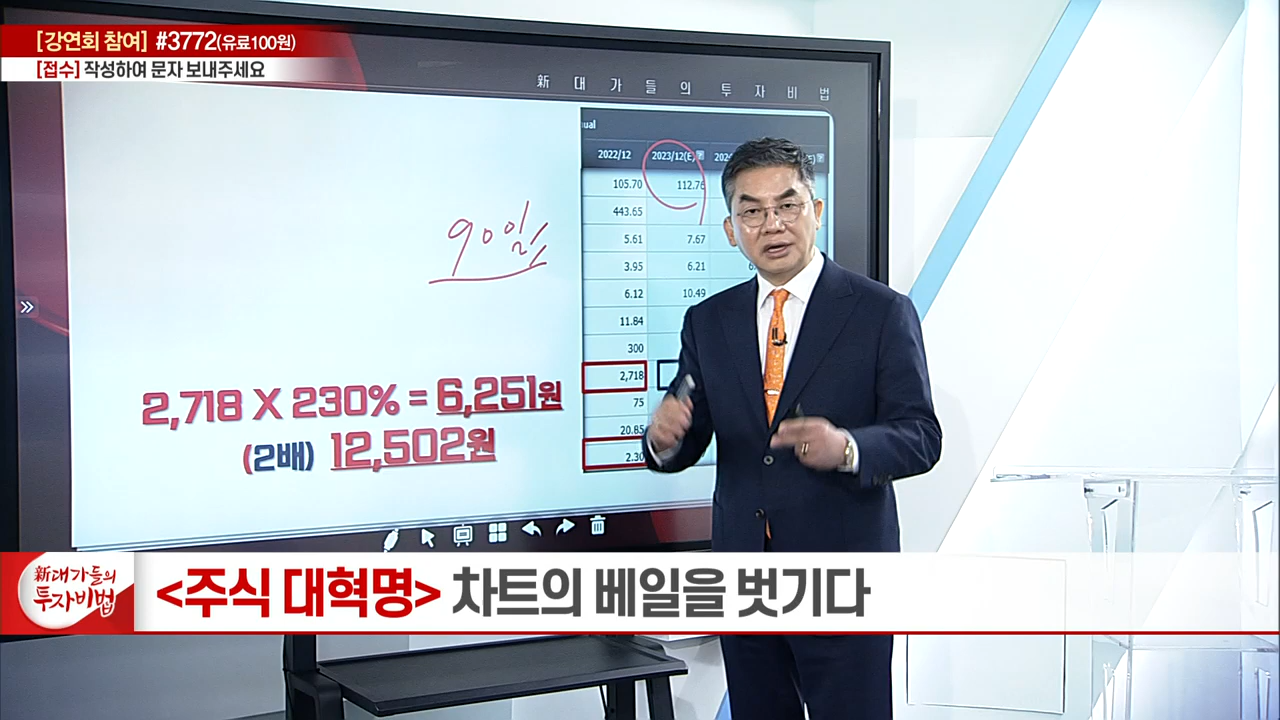 [강연회 참여] #3772(유료100원)
[접수] 작성하여 문자 보내주세요
新 대 가 들 의 투 자 비 법
ual
2022/12 2023/12(E)
105.70 112.76
443.65
5.61 7.67
3.95 6.21
6.12 10.49
11.84
300
2,718
75
20.85
2.30
90일
2,718 X 230% = 6,251원
(2배) 12,502원
新대가들의
투자비법
<주식 대혁명> 차트의 베일을 벗기다